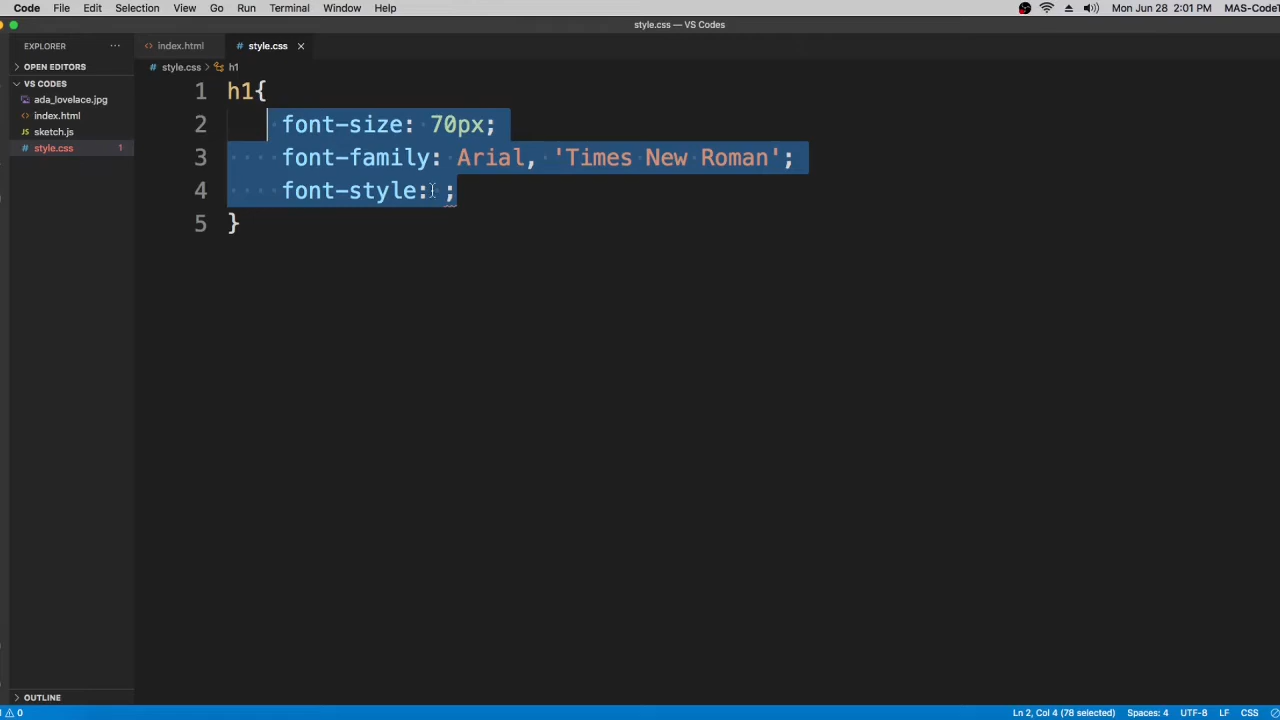 Code File Edit Selection View Go Run Terminal Window Help Mon Jun 28 2:01 PM
style.css — VS Codes
EXPLORER ··· index.html # style.css ×
OPEN EDITORS style.css > h1
VS CODES
ada_lovelace.jpg
index.html
JS sketch.js
# style.css 1
1 h1{
2 font-size: 70px;
3 font-family: Arial, 'Times New Roman';
4 font-style: ;
5 }
OUTLINE
0 Ln 2, Col 4 (78 selected) Spaces: 4 UTF-8 LF CSS